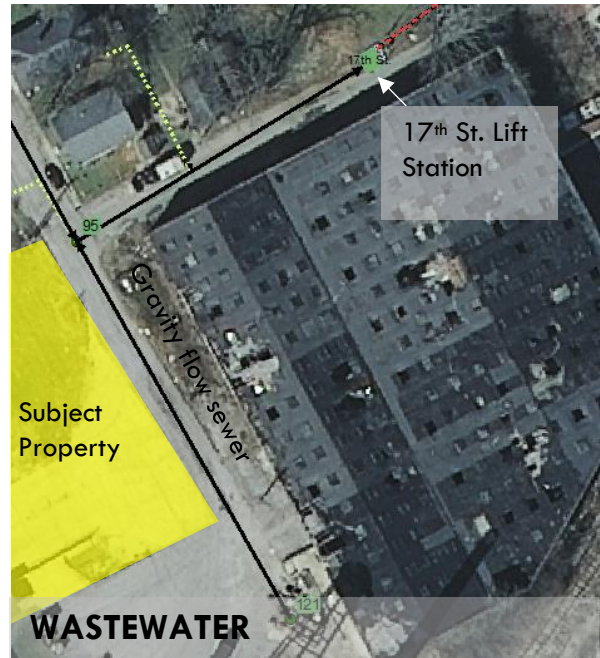 17th St.
17th St. Lift
Station
95
Gravity flow sewer
Subject
Property
121
WASTEWATER